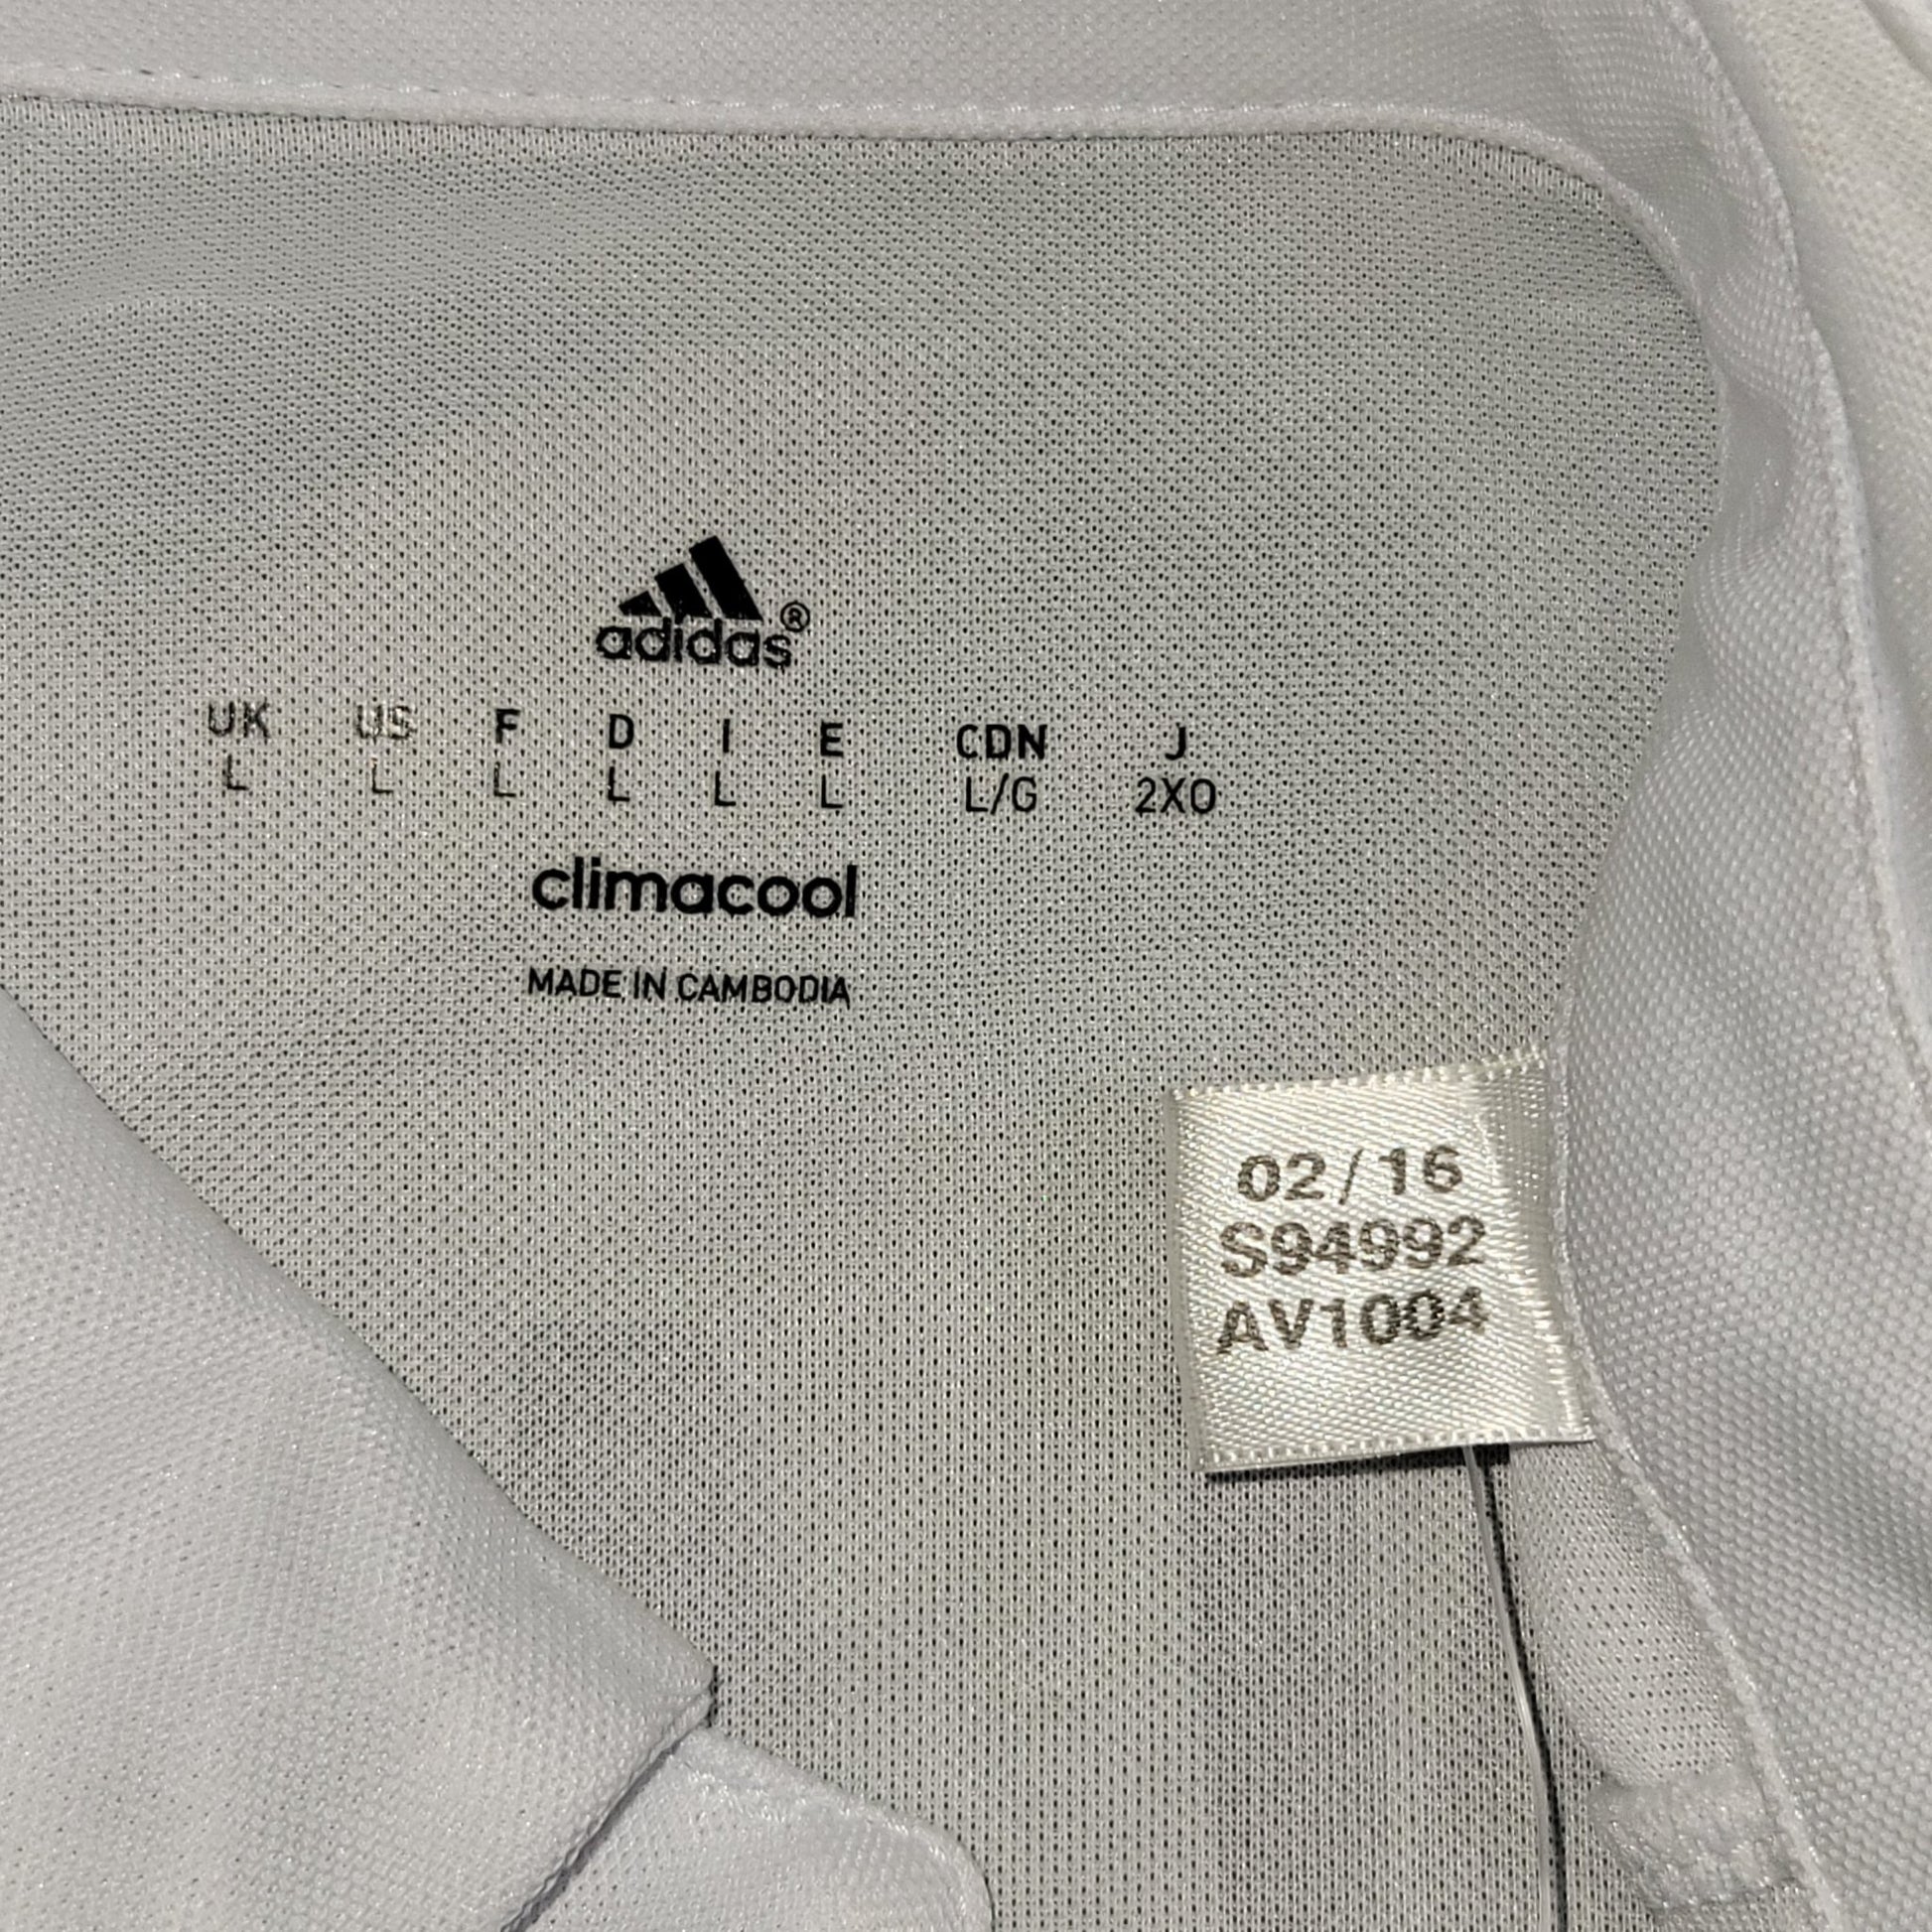 adidas®
UK US F D I E CDN J
L L L L L L L/G 2XO
climacool
MADE IN CAMBODIA
02/16
S94992
AV1004